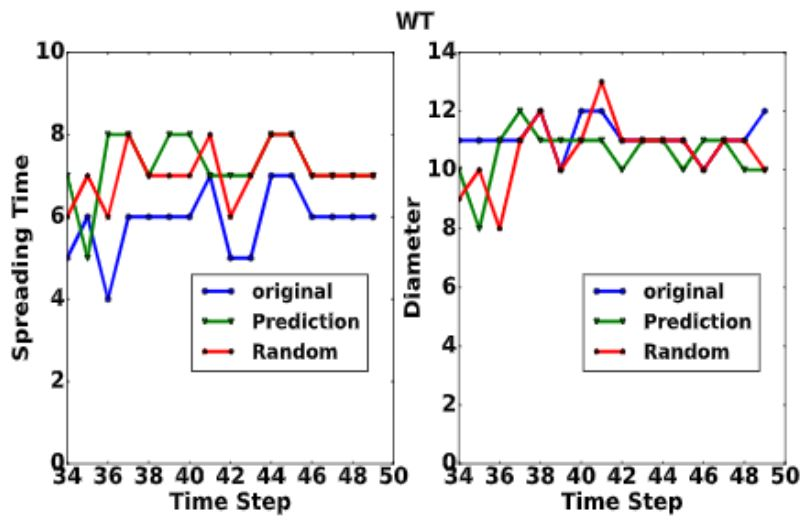 WT
10
8
6
4
2
0
Spreading Time
original
Prediction
Random
34 36 38 40 42 44 46 48 50
Time Step
14
12
10
8
6
4
2
0
Diameter
original
Prediction
Random
34 36 38 40 42 44 46 48 50
Time Step